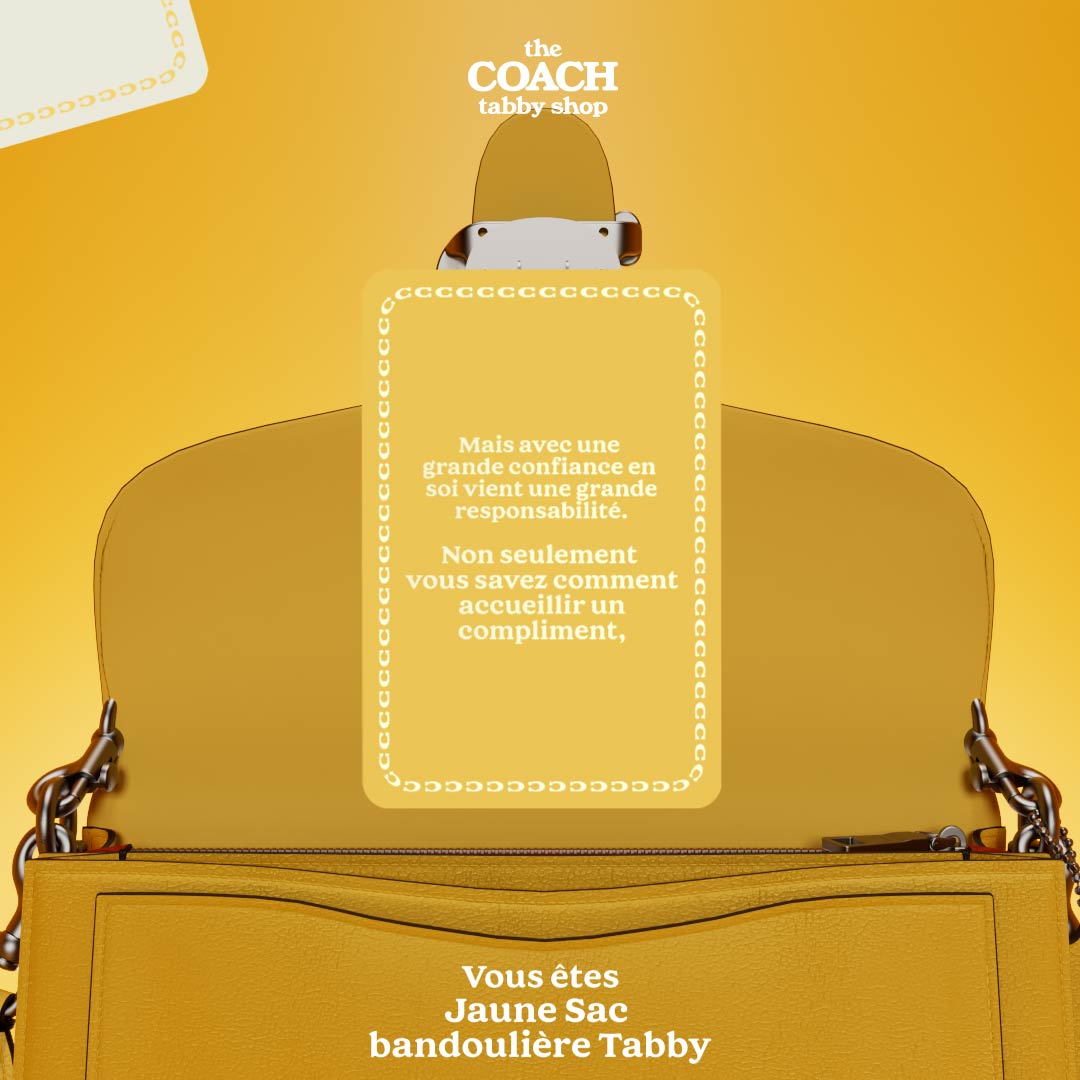 the
COACH
tabby shop
Mais avec une
grande confiance en
soi vient une grande
responsabilité.
Non seulement
vous savez comment
accueillir un
compliment,
Vous êtes
Jaune Sac
bandoulière Tabby